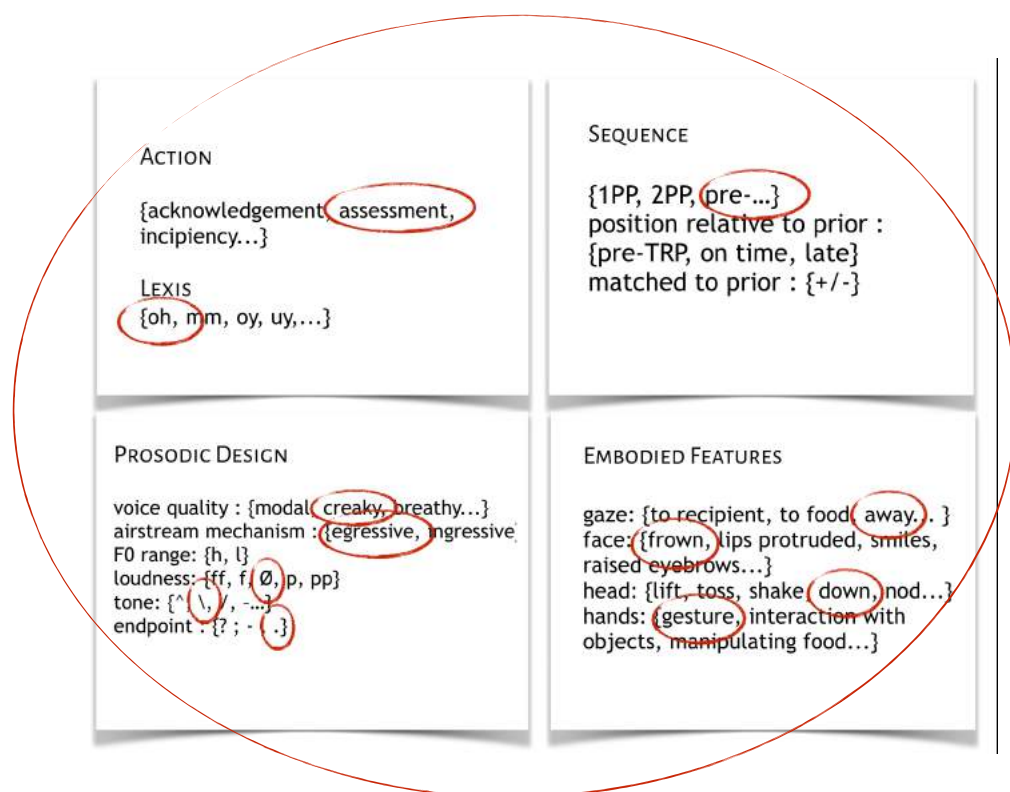 ACTION
{acknowledgement, assessment,
incipiency...}
LEXIS
{oh, mm, oy, uy,...}
SEQUENCE
{1PP, 2PP, pre-...}
position relative to prior :
{pre-TRP, on time, late}
matched to prior : {+/-}
PROSODIC DESIGN
voice quality : {modal, creaky, breathy...}
airstream mechanism : {egressive, ingressive}
F0 range: {h, l}
loudness: {ff, f, Ø, p, pp}
tone: {^, \, /, -...}
endpoint : {? ; - , .}
EMBODIED FEATURES
gaze: {to recipient, to food, away... }
face: {frown, lips protruded, smiles,
raised eyebrows...}
head: {lift, toss, shake, down, nod...}
hands: {gesture, interaction with
objects, manipulating food...}